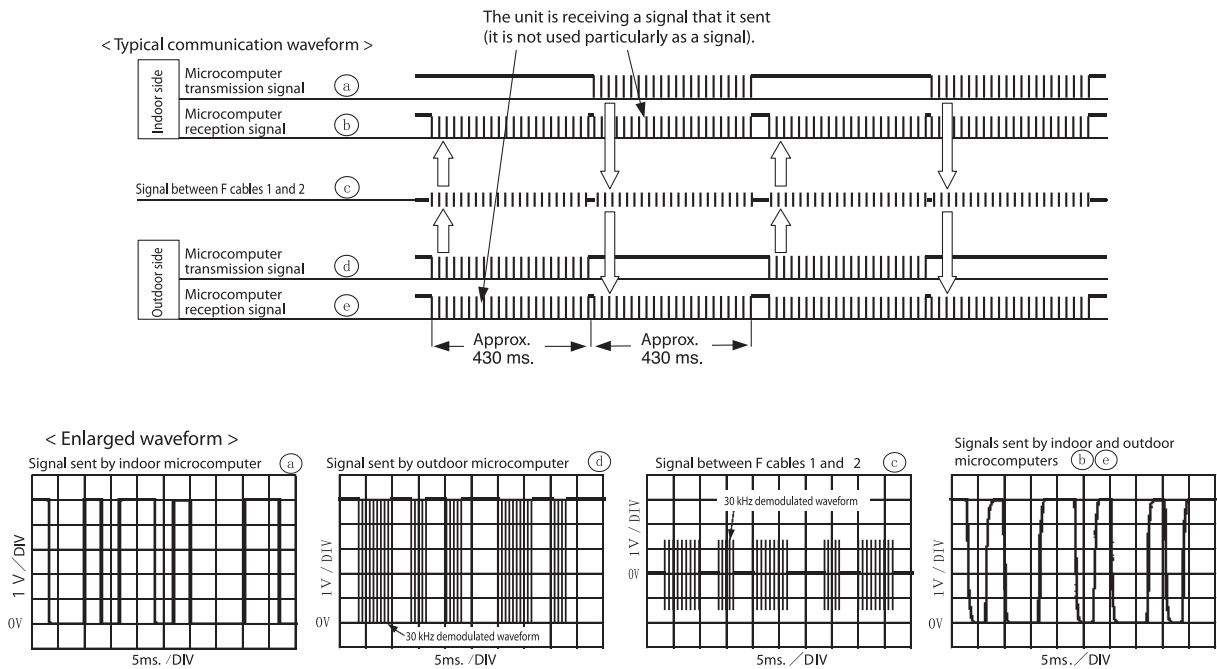 The unit is receiving a signal that it sent
(it is not used particularly as a signal).
< Typical communication waveform >
Indoor side
Microcomputer
transmission signal
a
Microcomputer
reception signal
b
Signal between F cables 1 and 2
c
Outdoor side
Microcomputer
transmission signal
d
Microcomputer
reception signal
e
Approx.
430 ms.
Approx.
430 ms.
< Enlarged waveform >
Signal sent by indoor microcomputer a
1 V/DIV
0V
5ms. /DIV
Signal sent by outdoor microcomputer d
1V/DIV
0V
30 kHz demodulated waveform
5ms. /DIV
Signal between F cables 1 and 2 c
30 kHz demodulated waveform
1V/DIV
0V
5ms. /DIV
Signals sent by indoor and outdoor
microcomputers b e
1V/DIV
0V
5ms. /DIV